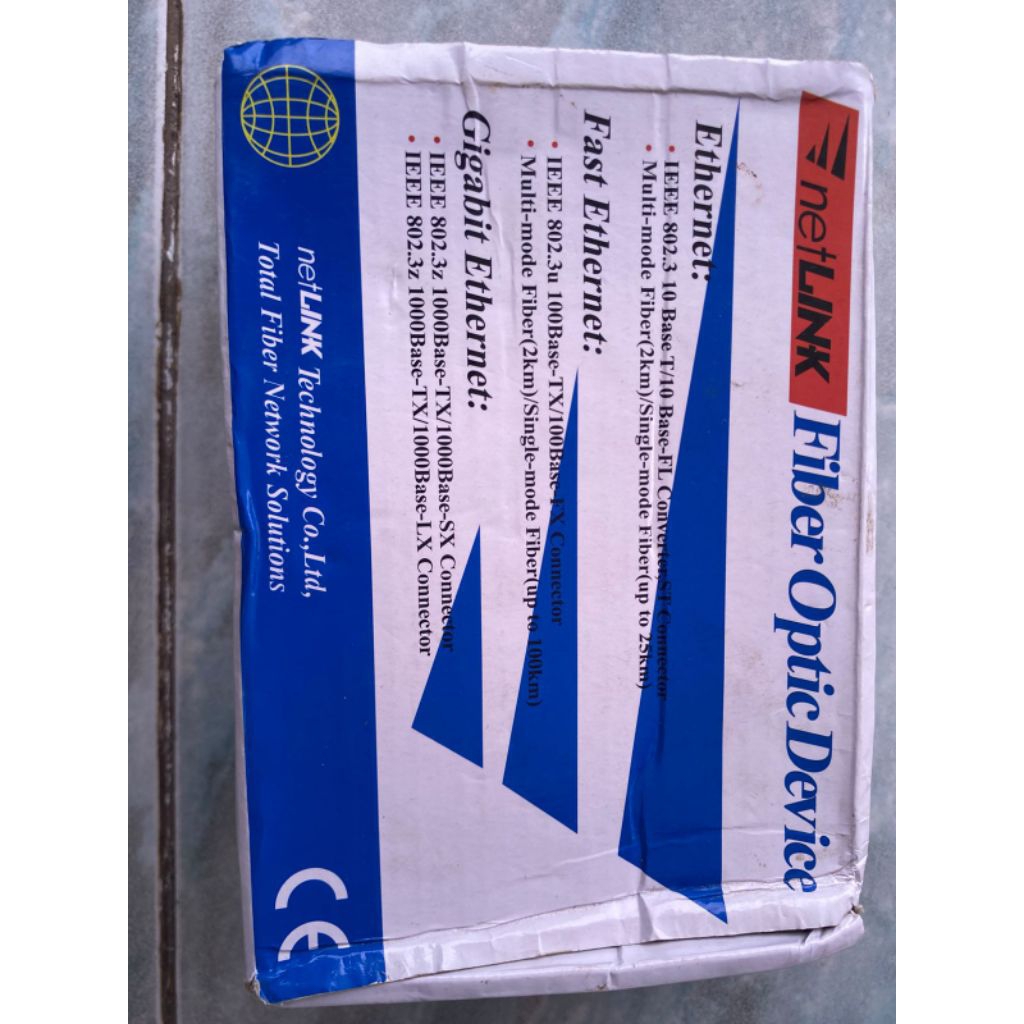 netLINK Fiber Optic Device
Ethernet:
• IEEE 802.3 10 Base T/10 Base-FL Converter,ST Connector
• Multi-mode Fiber(2km)/Single-mode Fiber(up to 25km)
Fast Ethernet:
• IEEE 802.3u 100Base-TX/100Base-FX Connector
• Multi-mode Fiber(2km)/Single-mode Fiber(up to 100km)
Gigabit Ethernet:
• IEEE 802.3z 1000Base-TX/1000Base-SX Connector
• IEEE 802.3z 1000Base-TX/1000Base-LX Connector
netLINK Technology Co.,Ltd,
Total Fiber Network Solutions
CE